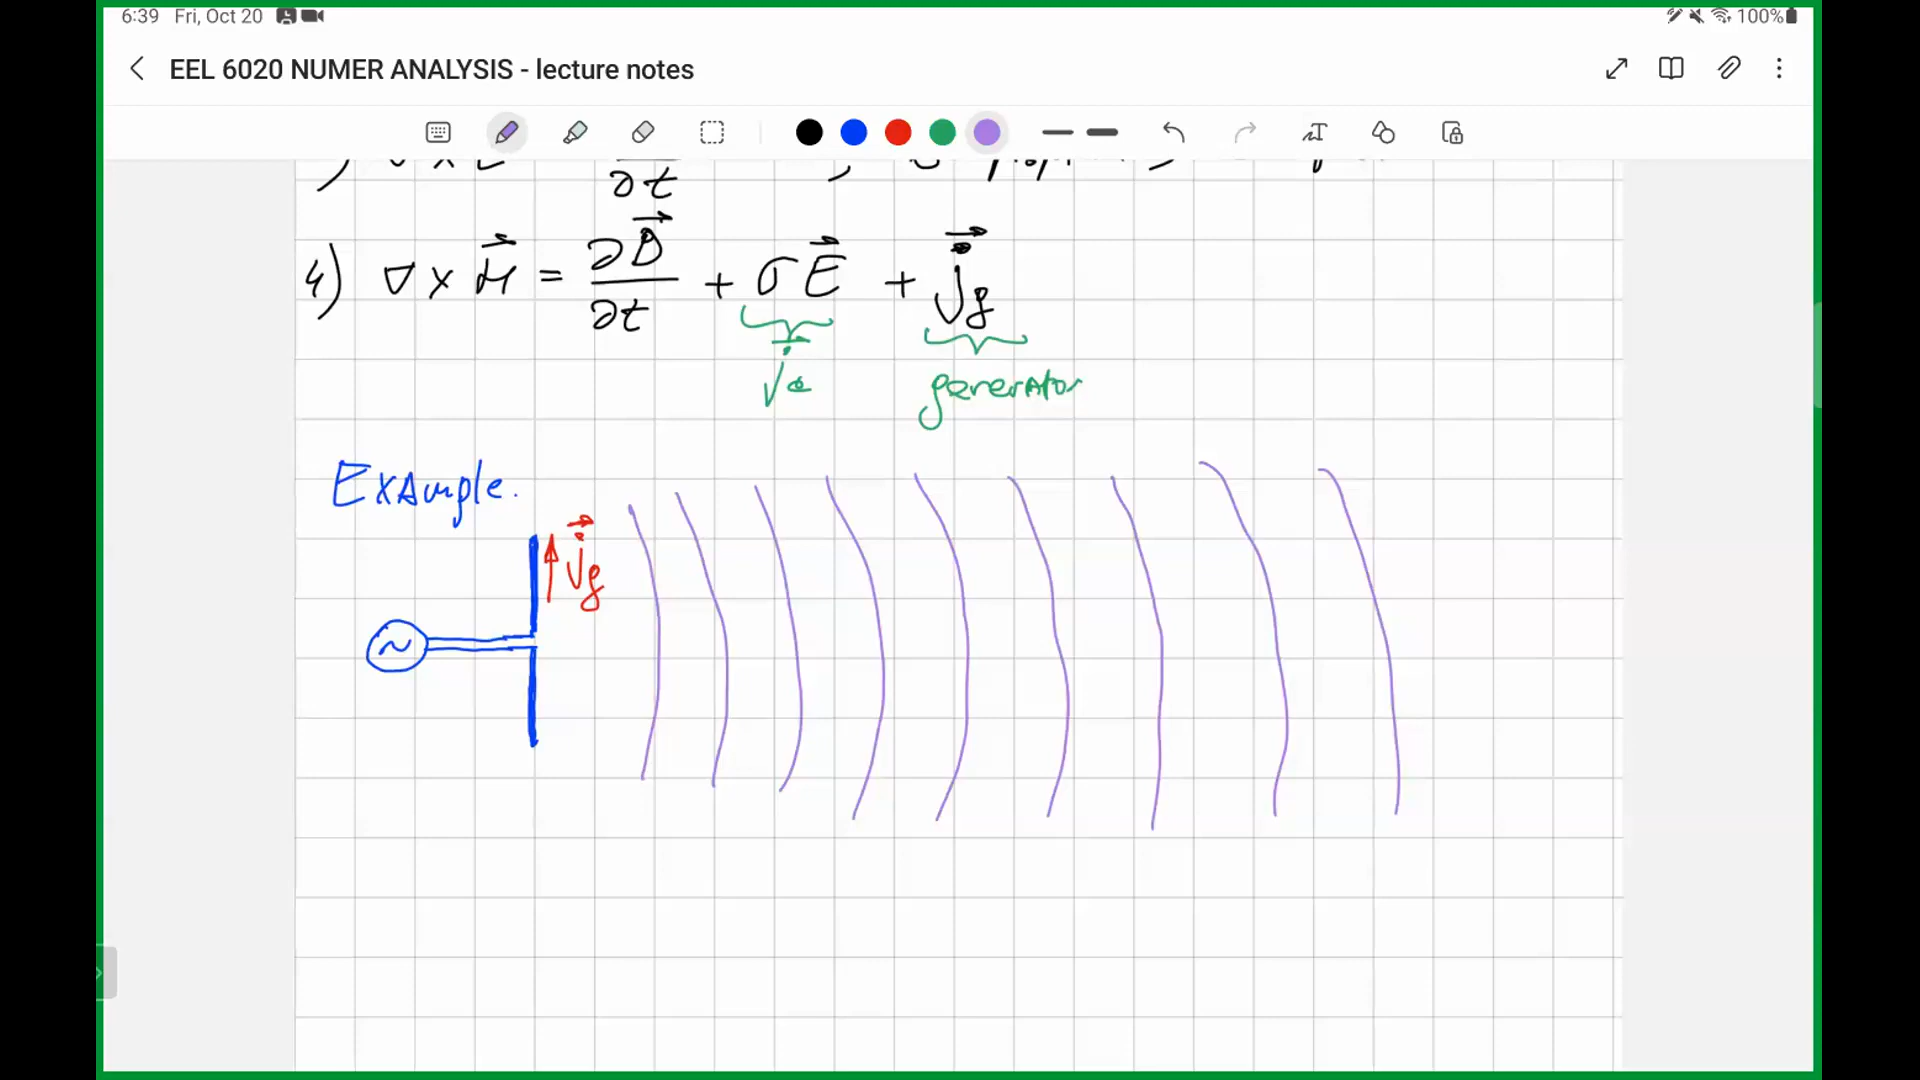 6:39 Fri, Oct 20 100%
EEL 6020 NUMER ANALYSIS - lecture notes
∂t
4) ∇ × H⃗ = ∂D⃗/∂t + σE⃗ + j⃗g
j⃗e generator
Example.
j⃗g
~